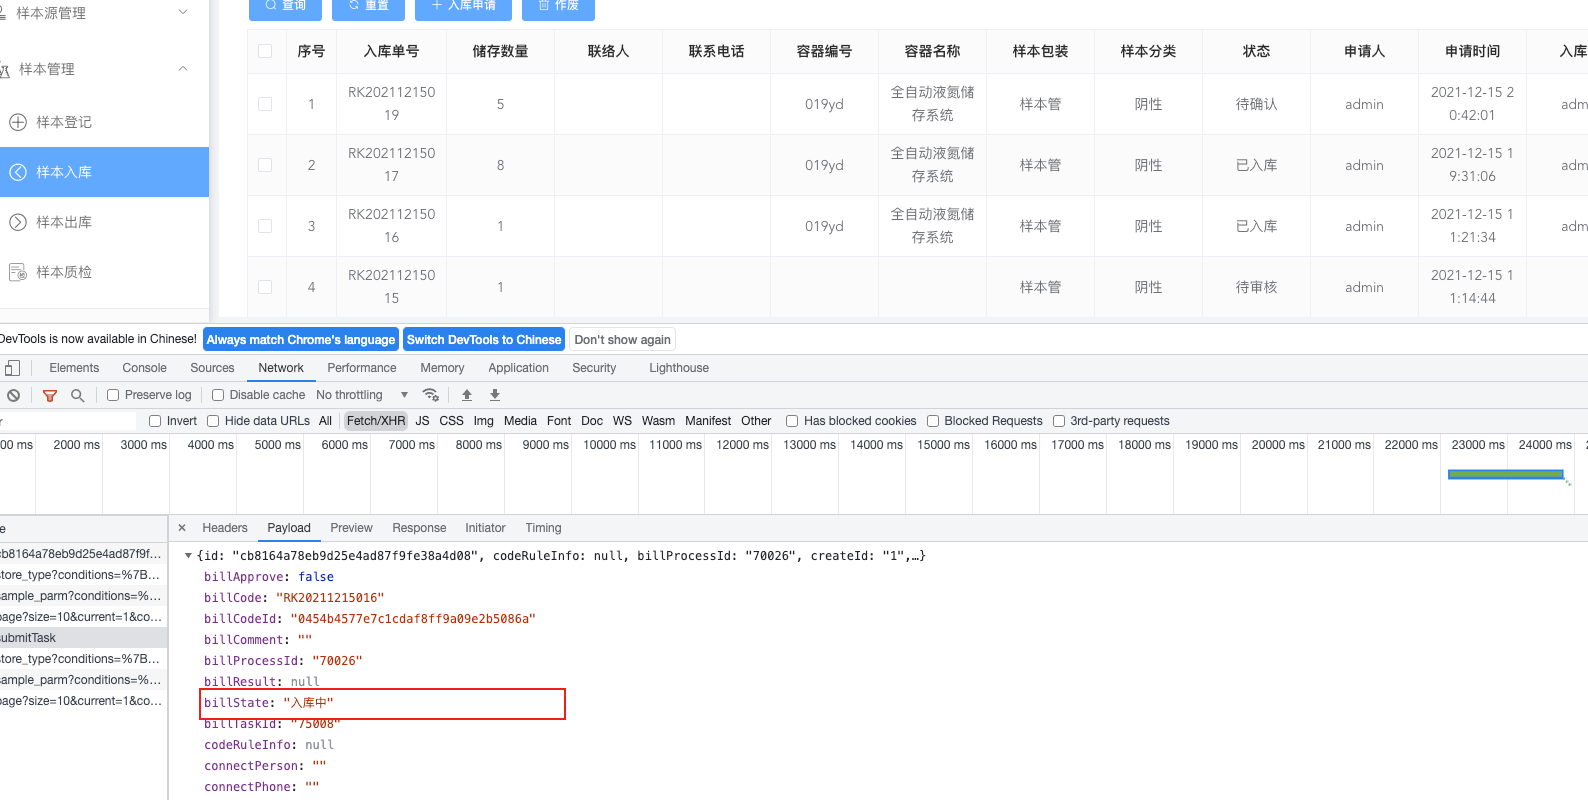 样本源管理
查询 重置 入库申请 作废
序号 入库单号 储存数量 联络人 联系电话 容器编号 容器名称 样本包装 样本分类 状态 申请人 申请时间 入库
样本管理
1 RK20211215019 5 019yd 全自动液氮储存系统 样本管 阴性 待确认 admin 2021-12-15 20:42:01 adm
样本登记
2 RK20211215017 8 019yd 全自动液氮储存系统 样本管 阴性 已入库 admin 2021-12-15 19:31:06 adm
样本入库
3 RK20211215016 1 019yd 全自动液氮储存系统 样本管 阴性 已入库 admin 2021-12-15 11:21:34 adm
样本出库
4 RK20211215015 1 样本管 阴性 待审核 admin 2021-12-15 11:14:44
样本质检
DevTools is now available in Chinese! Always match Chrome's language Switch DevTools to Chinese Don't show again
Elements Console Sources Network Performance Memory Application Security Lighthouse
Preserve log Disable cache No throttling
r Invert Hide data URLs All Fetch/XHR JS CSS Img Media Font Doc WS Wasm Manifest Other Has blocked cookies Blocked Requests 3rd-party requests
00 ms 2000 ms 3000 ms 4000 ms 5000 ms 6000 ms 7000 ms 8000 ms 9000 ms 10000 ms 11000 ms 12000 ms 13000 ms 14000 ms 15000 ms 16000 ms 17000 ms 18000 ms 19000 ms 20000 ms 21000 ms 22000 ms 23000 ms 24000 ms 2
e
cb8164a78eb9d25e4ad87f9f...
store_type?conditions=%7B...
sample_parm?conditions=%...
page?size=10&current=1&co...
submitTask
store_type?conditions=%7B...
sample_parm?conditions=%...
page?size=10&current=1&co...
× Headers Payload Preview Response Initiator Timing
{id: "cb8164a78eb9d25e4ad87f9fe38a4d08", codeRuleInfo: null, billProcessId: "70026", createId: "1",…}
billApprove: false
billCode: "RK20211215016"
billCodeId: "0454b4577e7c1cdaf8ff9a09e2b5086a"
billComment: ""
billProcessId: "70026"
billResult: null
billState: "入库中"
billTaskId: "75008"
codeRuleInfo: null
connectPerson: ""
connectPhone: ""